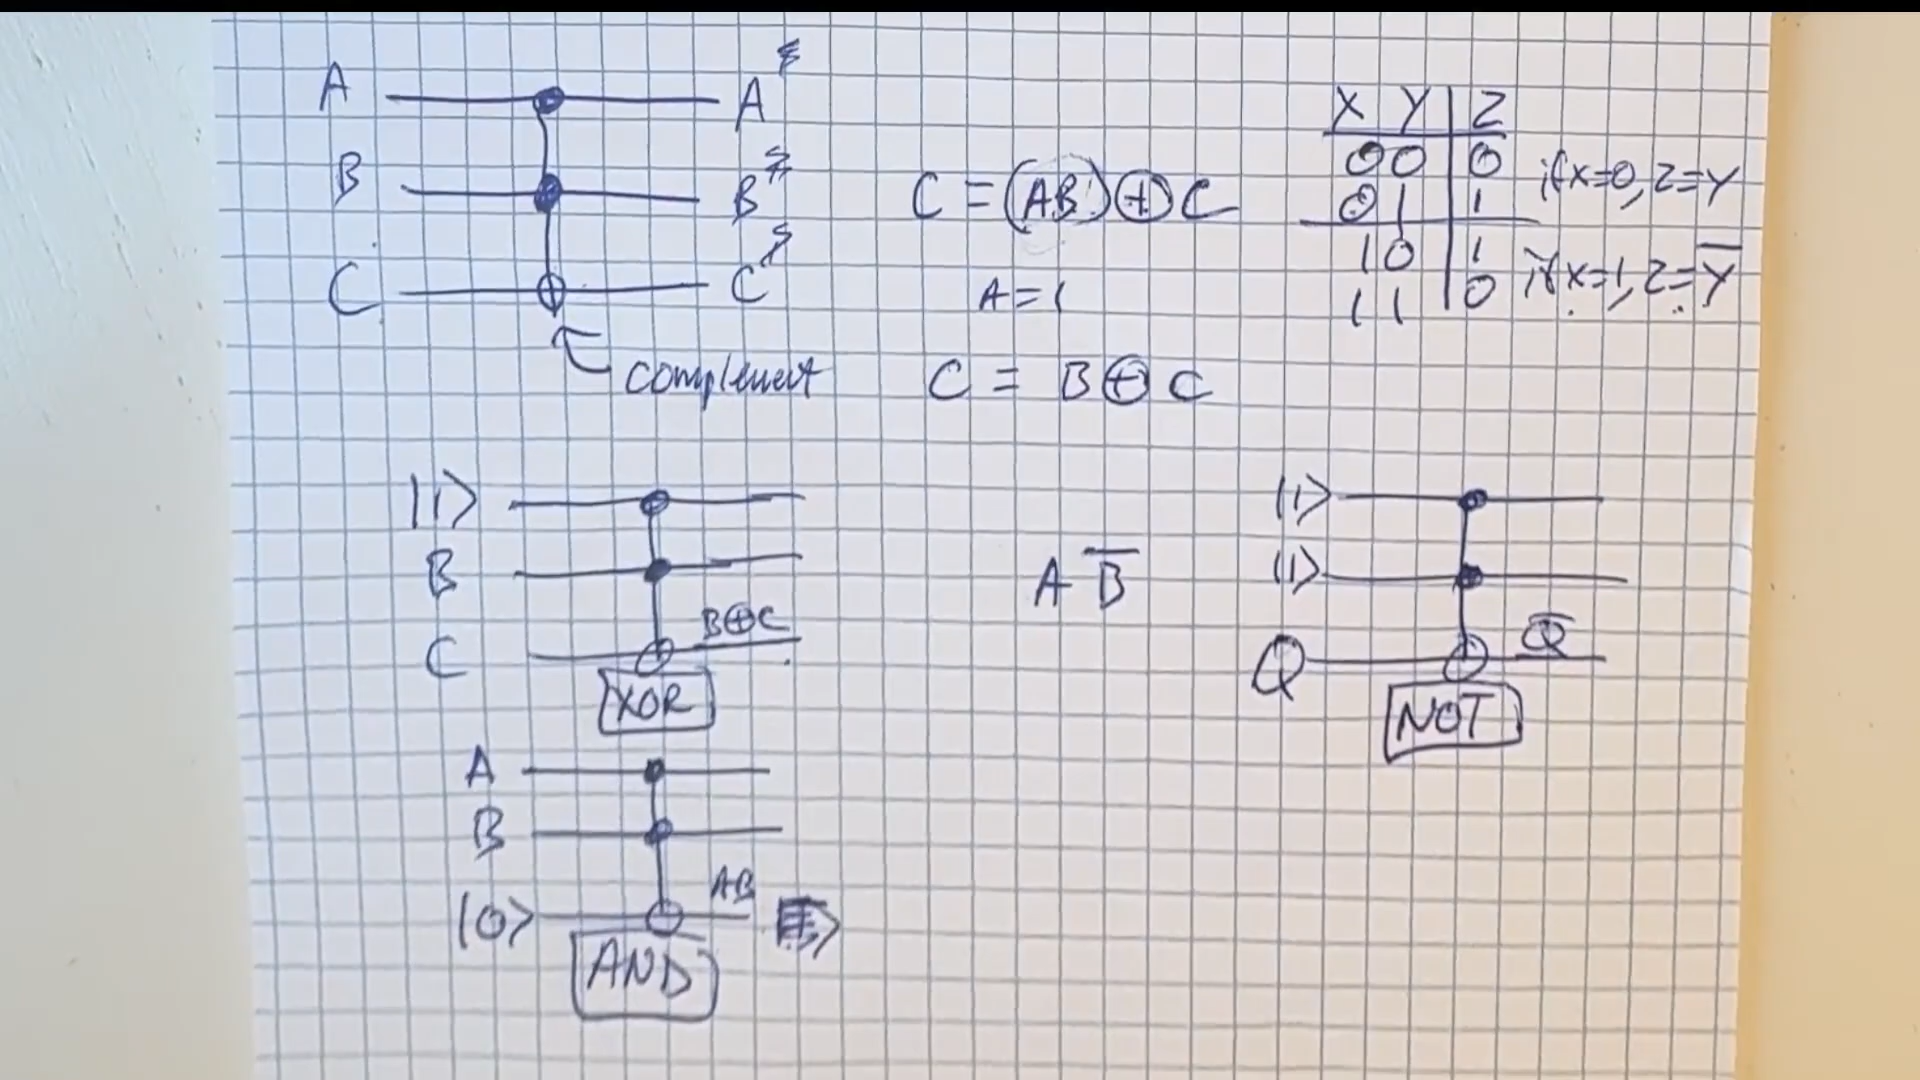 A A
B B
C C
complement
C = (AB) ⊕ C
A = 1
C = B ⊕ C
X Y | Z
0 0 | 0 if x=0, Z=Y
0 1 | 1
1 0 | 1 if x=1, Z=Y̅
1 1 | 0
|1⟩
B
C B⊕C
XOR
A B̅
|1⟩
|1⟩
Q Q̅
NOT
A
B
|0⟩ AB
AND